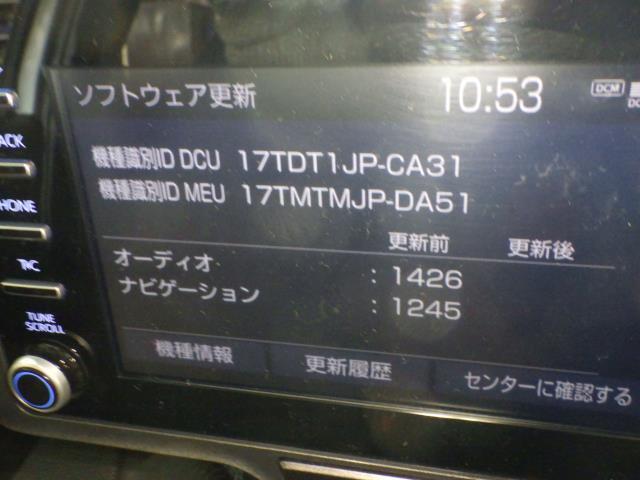 ソフトウェア更新 10:53 DCM
機種識別ID DCU 17TDT1JP-CA31
機種識別ID MEU 17TMTMJP-DA51
更新前 更新後
オーディオ : 1426
ナビゲーション : 1245
機種情報 更新履歴 センターに確認する
ACK
HONE
TUNE
SCROLL